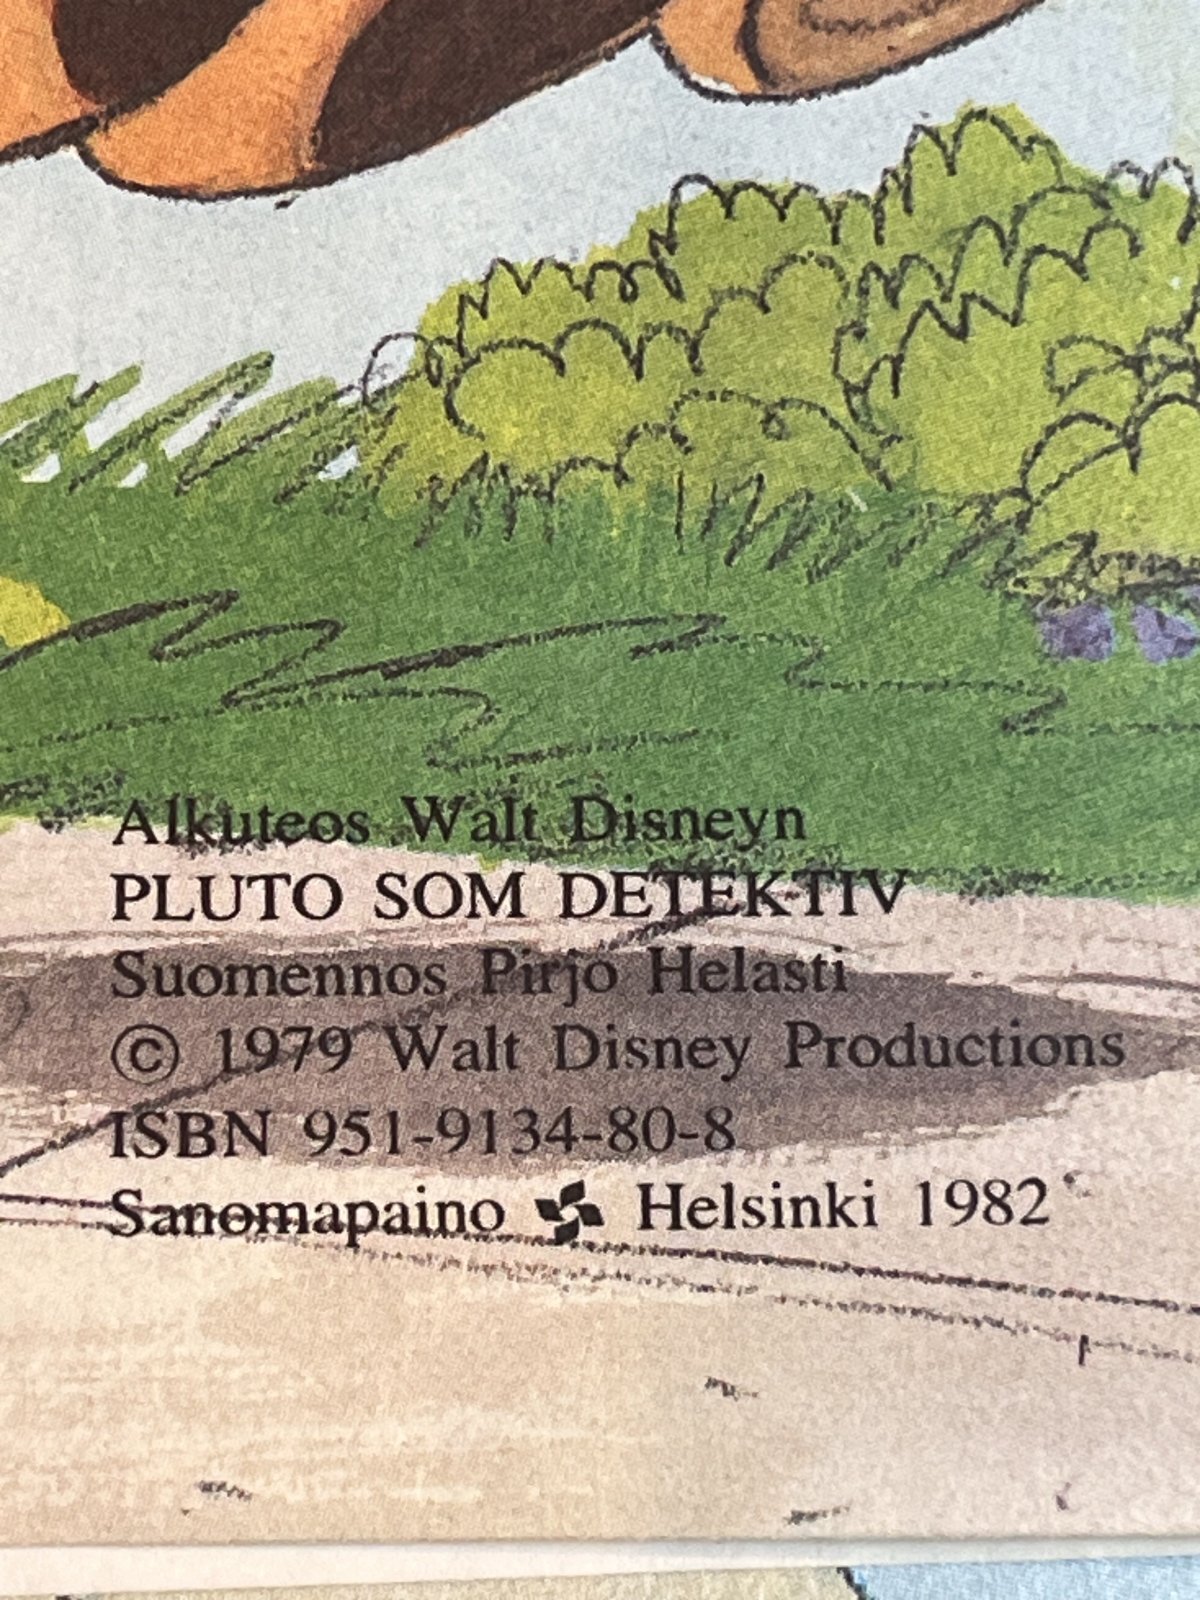 Alkuteos Walt Disneyn
PLUTO SOM DETEKTIV
Suomennos Pirjo Helasti
© 1979 Walt Disney Productions
ISBN 951-9134-80-8
Sanomapaino Helsinki 1982